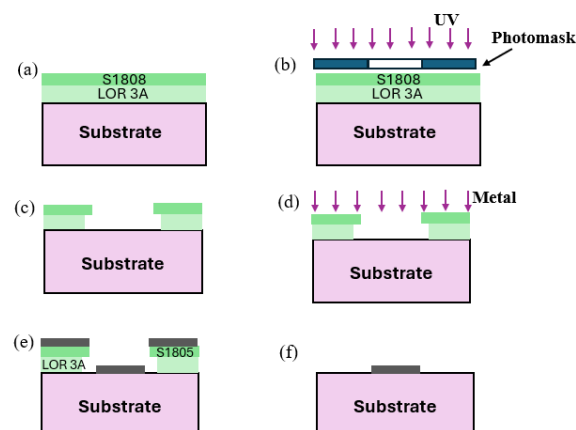 UV
Photomask
(a)
S1808
LOR 3A
Substrate
(b)
S1808
LOR 3A
Substrate
(c)
Substrate
(d)
Metal
Substrate
(e)
S1805
LOR 3A
Substrate
(f)
Substrate